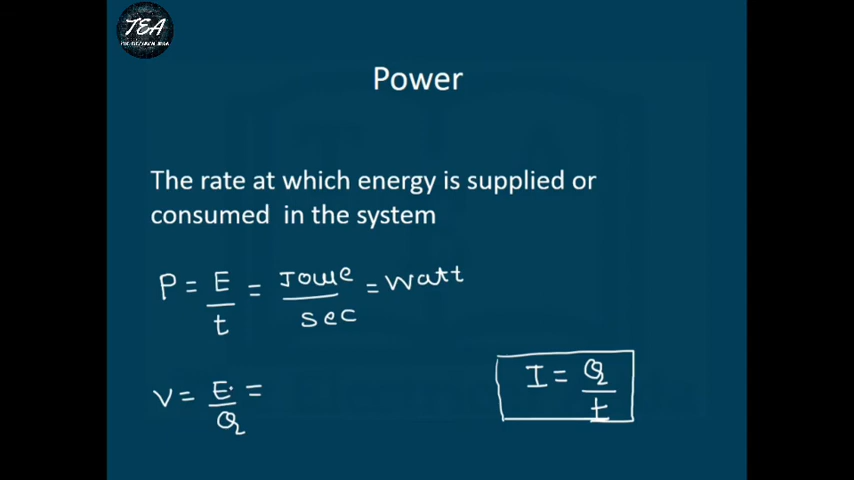 TEA
Power
The rate at which energy is supplied or
consumed in the system
P = E/t = Joule/sec = Watt
V = E/Q =
I = Q/t